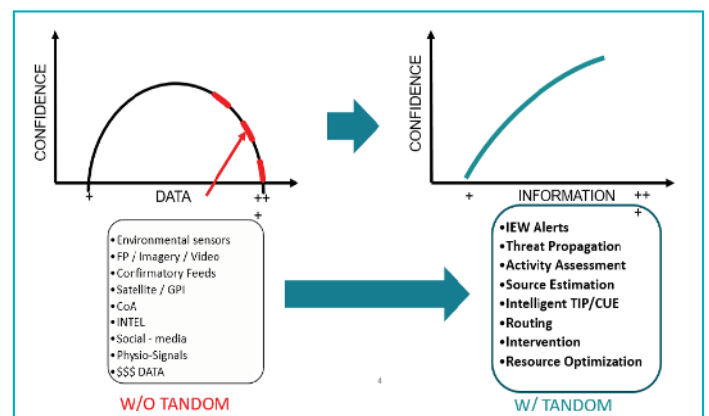 CONFIDENCE
DATA
+
++
+
CONFIDENCE
INFORMATION
+
++
+
•Environmental sensors
•FP / Imagery / Video
•Confirmatory Feeds
•Satellite / GPI
•CoA
•INTEL
•Social - media
•Physio-Signals
•$$$ DATA
•IEW Alerts
•Threat Propagation
•Activity Assessment
•Source Estimation
•Intelligent TIP/CUE
•Routing
•Intervention
•Resource Optimization
4
W/O TANDOM
W/ TANDOM